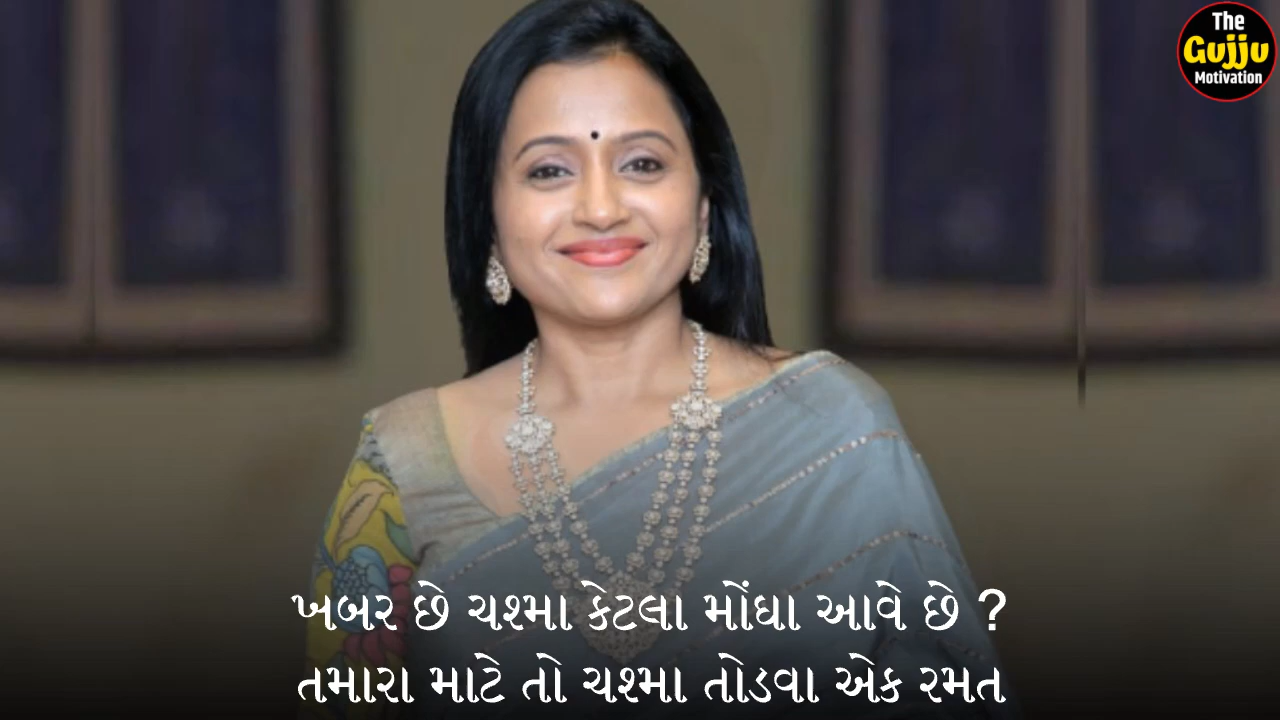 The
Gujju
Motivation
ખબર છે ચશ્મા કેટલા મોંઘા આવે છે ?
તમારા માટે તો ચશ્મા તોડવા એક રમત